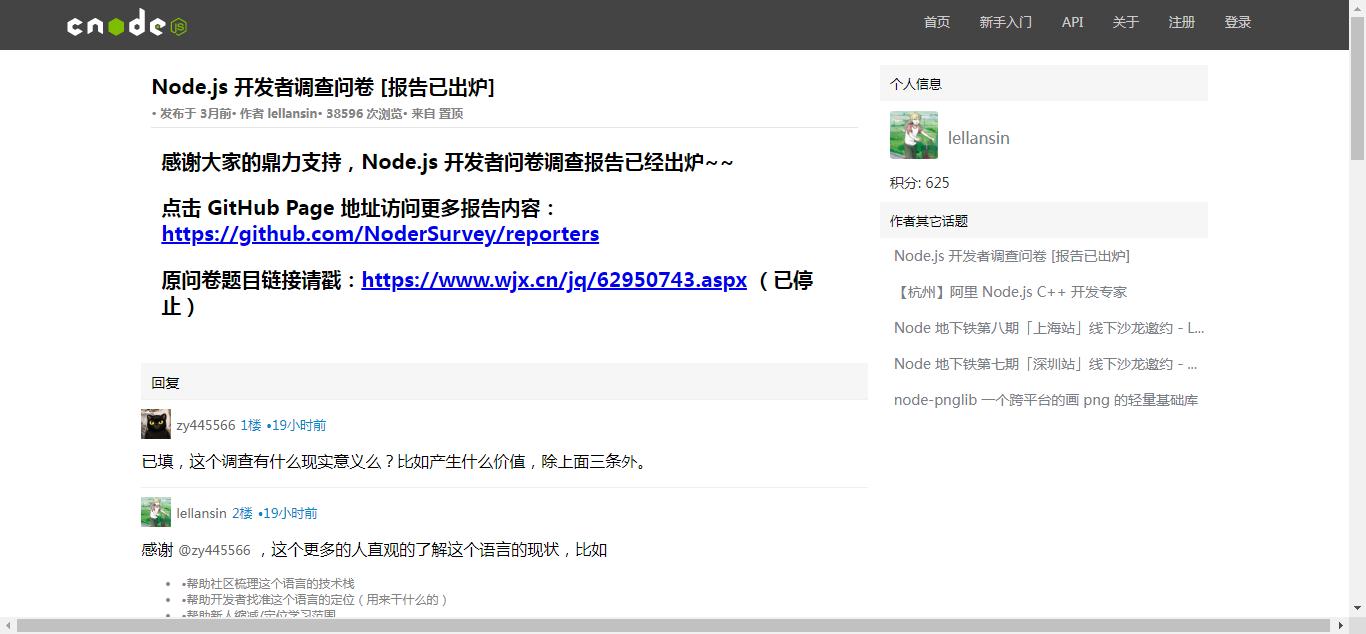 cnode JS
首页 新手入门 API 关于 注册 登录
Node.js 开发者调查问卷 [报告已出炉]
• 发布于 3月前• 作者 lellansin• 38596 次浏览• 来自 置顶
感谢大家的鼎力支持，Node.js 开发者问卷调查报告已经出炉~~
点击 GitHub Page 地址访问更多报告内容：
https://github.com/NoderSurvey/reporters
原问卷题目链接请戳：https://www.wjx.cn/jq/62950743.aspx （已停
止）
回复
zy445566 1楼 •19小时前
已填，这个调查有什么现实意义么？比如产生什么价值，除上面三条外。
lellansin 2楼 •19小时前
感谢 @zy445566 ，这个更多的人直观的了解这个语言的现状，比如
• •帮助社区梳理这个语言的技术栈
• •帮助开发者找准这个语言的定位（用来干什么的）
• •帮助新人缩减/定位学习范围
个人信息
lellansin
积分: 625
作者其它话题
Node.js 开发者调查问卷 [报告已出炉]
【杭州】阿里 Node.js C++ 开发专家
Node 地下铁第八期「上海站」线下沙龙邀约 - L...
Node 地下铁第七期「深圳站」线下沙龙邀约 - ...
node-pnglib 一个跨平台的画 png 的轻量基础库